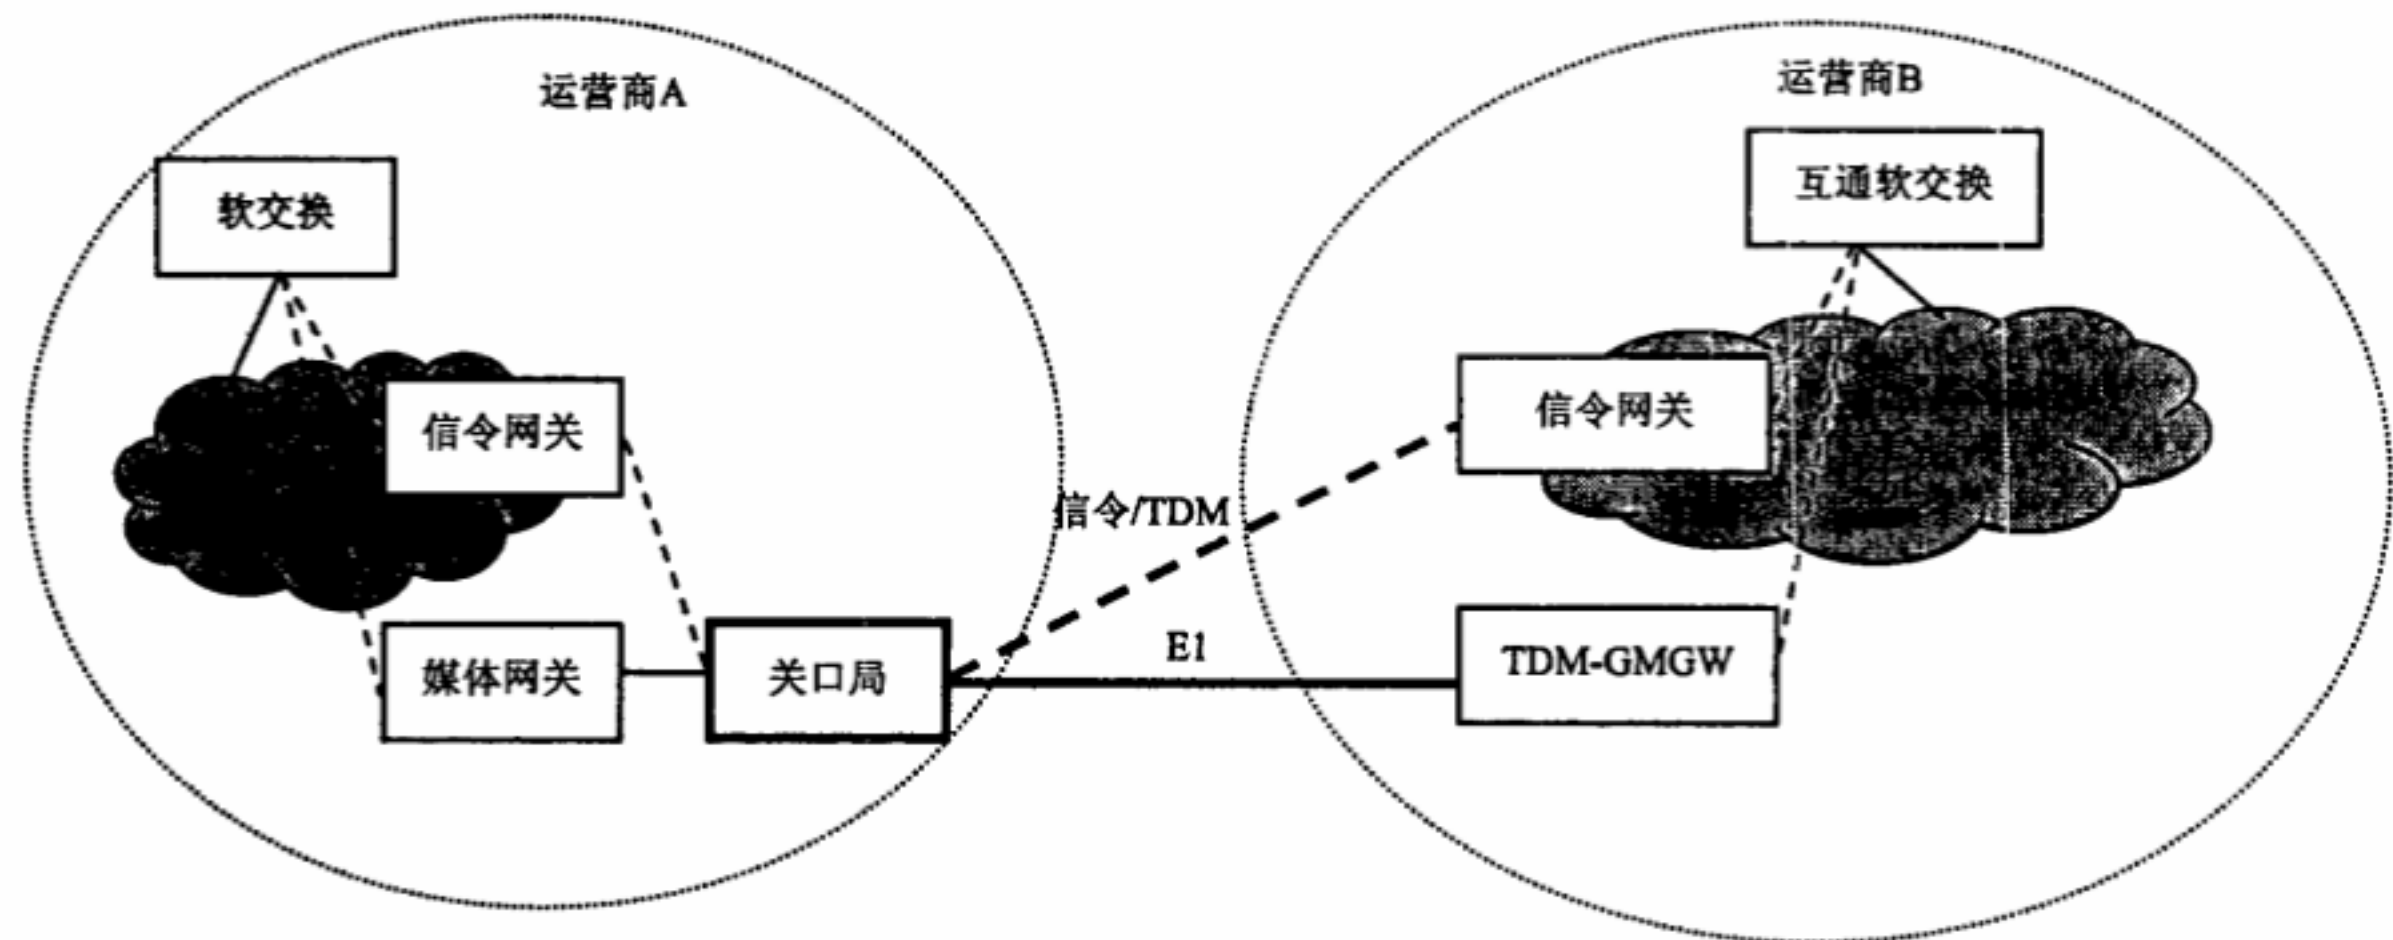 运营商A
运营商B
软交换
互通软交换
信令网关
信令网关
信令/TDM
E1
媒体网关
关口局
TDM-GMGW